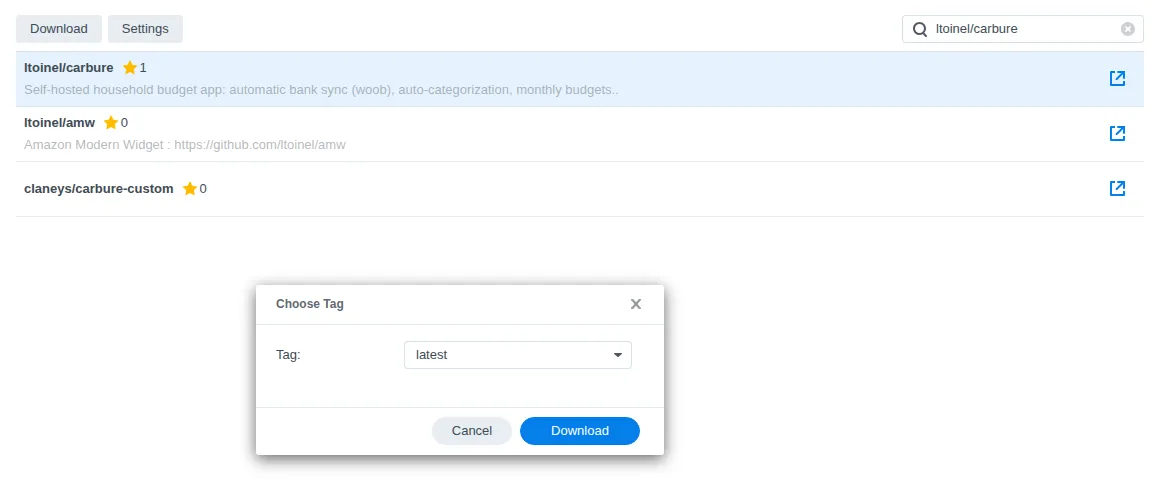 Download Settings ltoinel/carbure
ltoinel/carbure 1
Self-hosted household budget app: automatic bank sync (woob), auto-categorization, monthly budgets..
ltoinel/amw 0
Amazon Modern Widget : https://github.com/ltoinel/amw
claneys/carbure-custom 0
Choose Tag
Tag: latest
Cancel Download